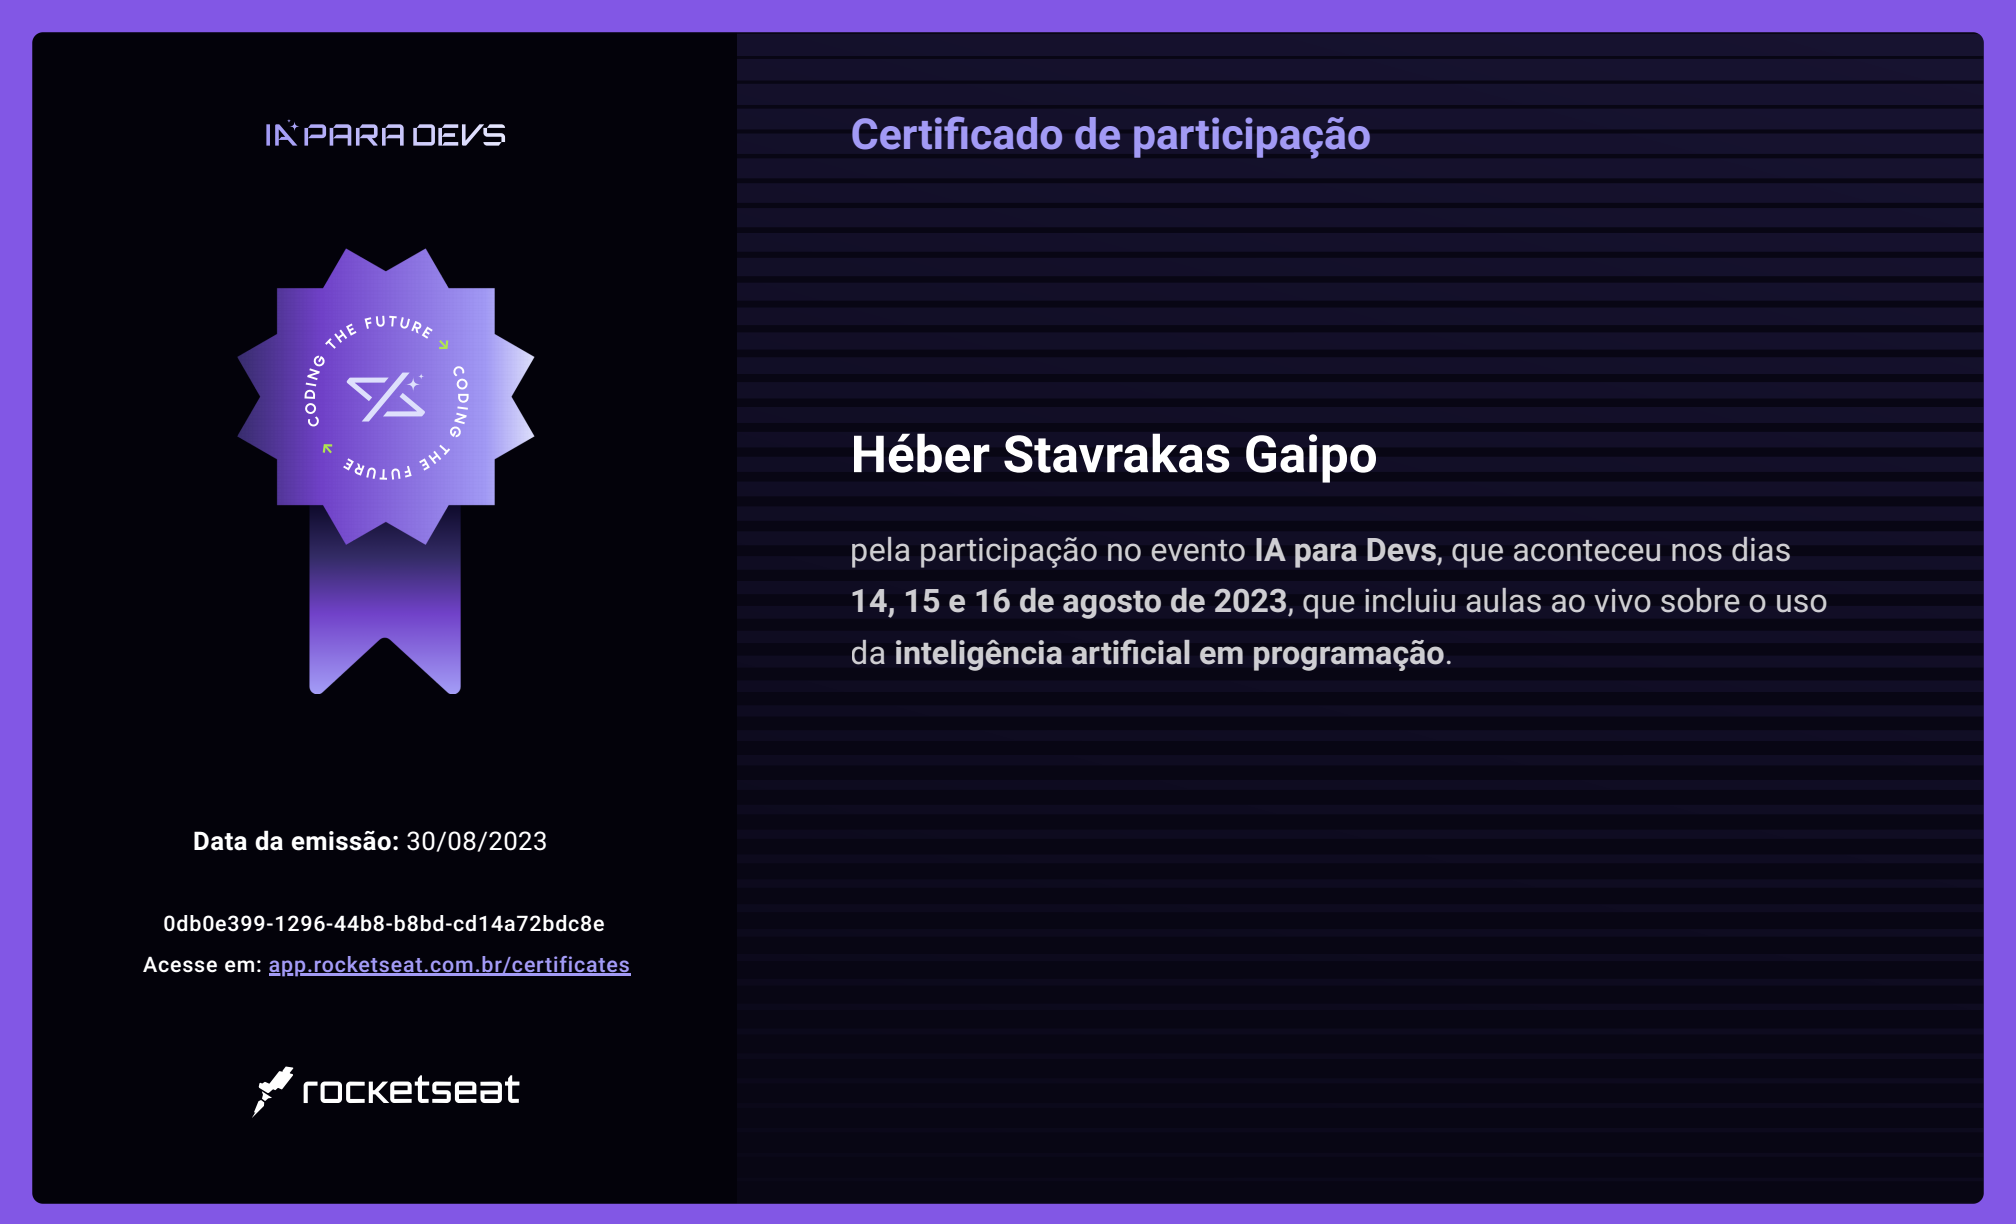 IA PARA DEVS
CODING THE FUTURE
CODING THE FUTURE
Data da emissão: 30/08/2023
0db0e399-1296-44b8-b8bd-cd14a72bdc8e
Acesse em: app.rocketseat.com.br/certificates
rocketseat
Certificado de participação
Héber Stavrakas Gaipo
pela participação no evento IA para Devs, que aconteceu nos dias
14, 15 e 16 de agosto de 2023, que incluiu aulas ao vivo sobre o uso
da inteligência artificial em programação.